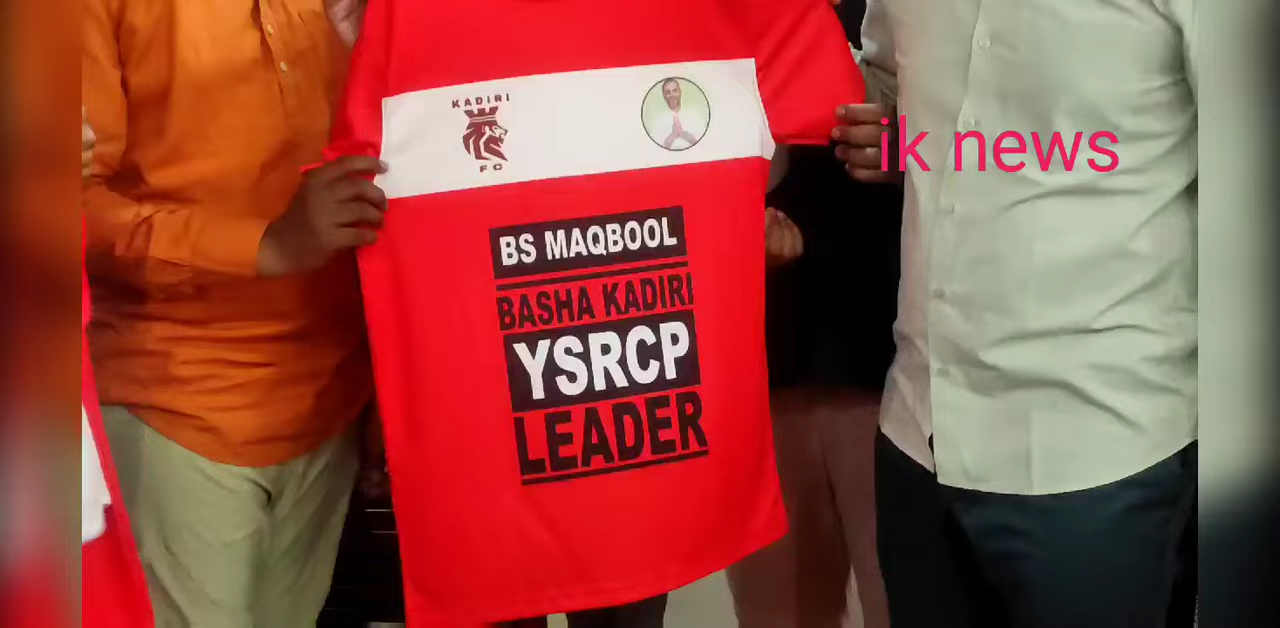 KADIRI
FC
ik news
BS MAQBOOL
BASHA KADIRI
YSRCP
LEADER